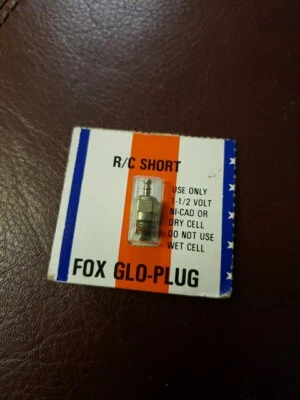 R/C SHORT
USE ONLY
1-1/2 VOLT
NI-CAD OR
DRY CELL
DO NOT USE
WET CELL
FOX GLO-PLUG